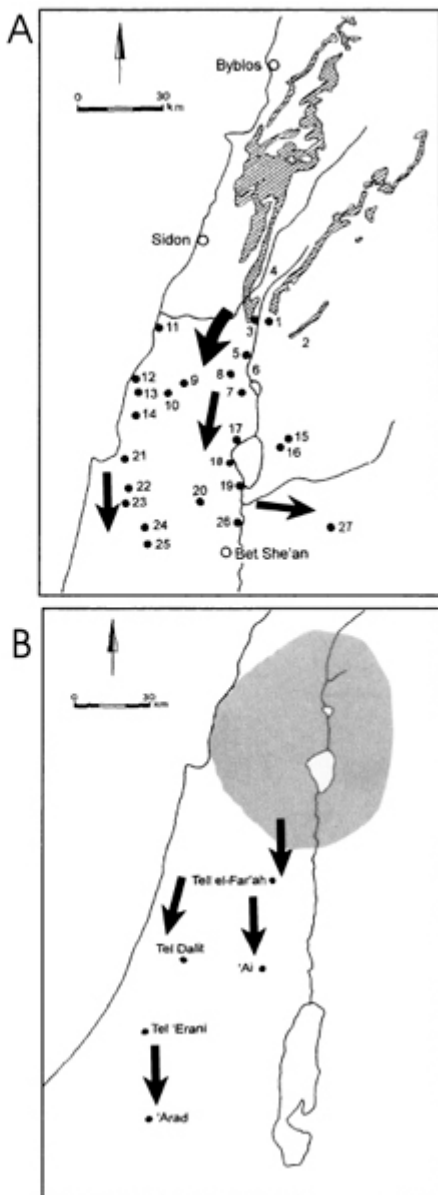 A
Byblos
0 30
km
Sidon
4
11
3
1
2
5
6
12
9
8
13
10
7
14
17
15
16
21
18
22
19
23
20
24
26
27
25
Bet She'an
B
0 30
km
Tell el-Far'ah
Tel Dalit
'Ai
Tel 'Erani
'Arad